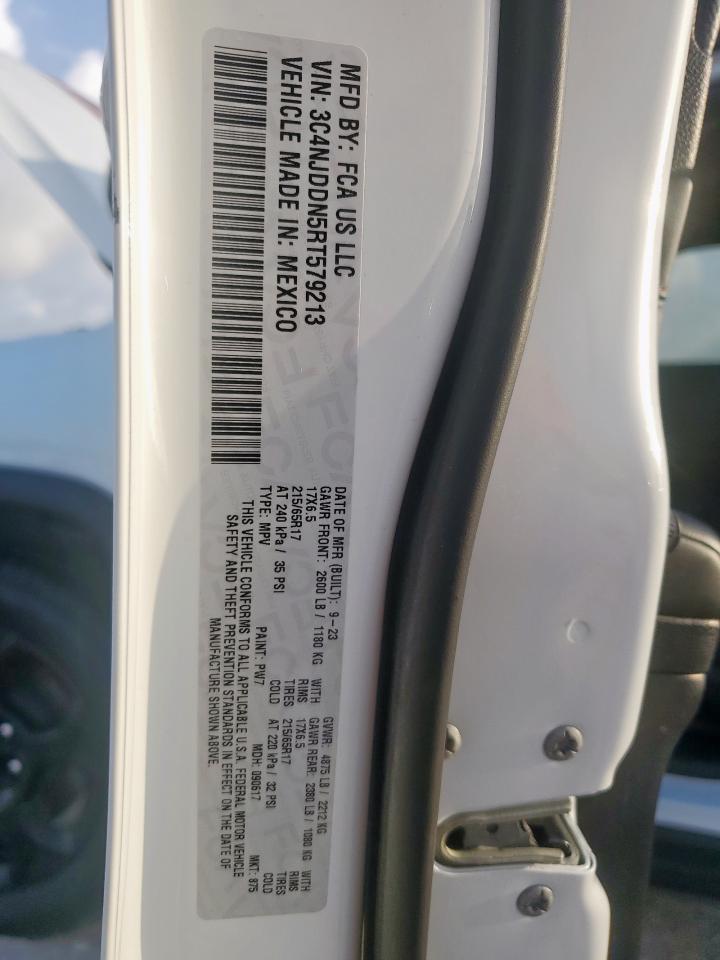 MFD BY: FCA US LLC
VIN: 3C4NJDDN5RT579213
VEHICLE MADE IN: MEXICO
DATE OF MFR (BUILT): 9-23 GVWR: 4875 LB / 2212 KG
GAWR FRONT: 2600 LB / 1180 KG WITH GAWR REAR: 2380 LB / 1080 KG WITH
17X6.5 RIMS 17X6.5 RIMS
215/65R17 TIRES 215/65R17 TIRES
AT 240 kPa / 35 PSI COLD AT 220 kPa / 32 PSI COLD
TYPE: MPV PAINT: PW7 MDH: 090617 MKT: 875
THIS VEHICLE CONFORMS TO ALL APPLICABLE U.S.A. FEDERAL MOTOR VEHICLE
SAFETY AND THEFT PREVENTION STANDARDS IN EFFECT ON THE DATE OF
MANUFACTURE SHOWN ABOVE.